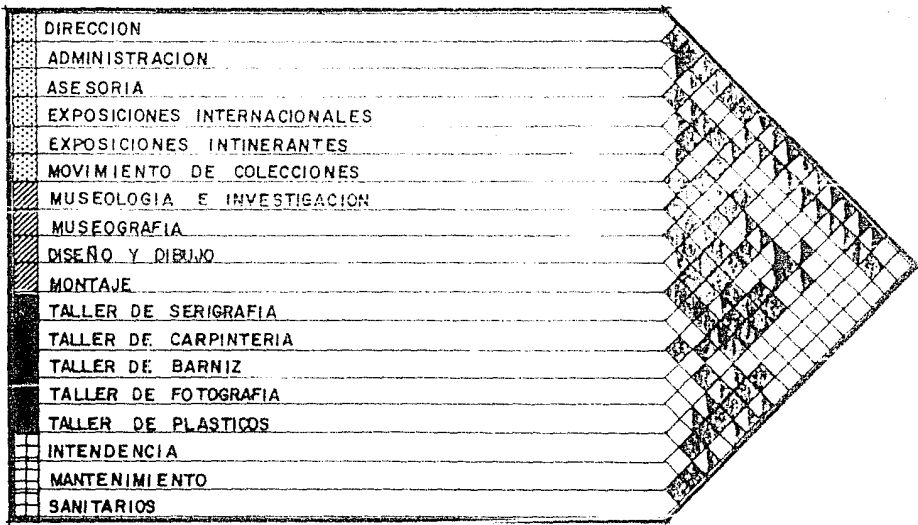 DIRECCION
ADMINISTRACION
ASESORIA
EXPOSICIONES INTERNACIONALES
EXPOSICIONES INTINERANTES
MOVIMIENTO DE COLECCIONES
MUSEOLOGIA E INVESTIGACION
MUSEOGRAFIA
DISEÑO Y DIBUJO
MONTAJE
TALLER DE SERIGRAFIA
TALLER DE CARPINTERIA
TALLER DE BARNIZ
TALLER DE FOTOGRAFIA
TALLER DE PLASTICOS
INTENDENCIA
MANTENIMIENTO
SANITARIOS